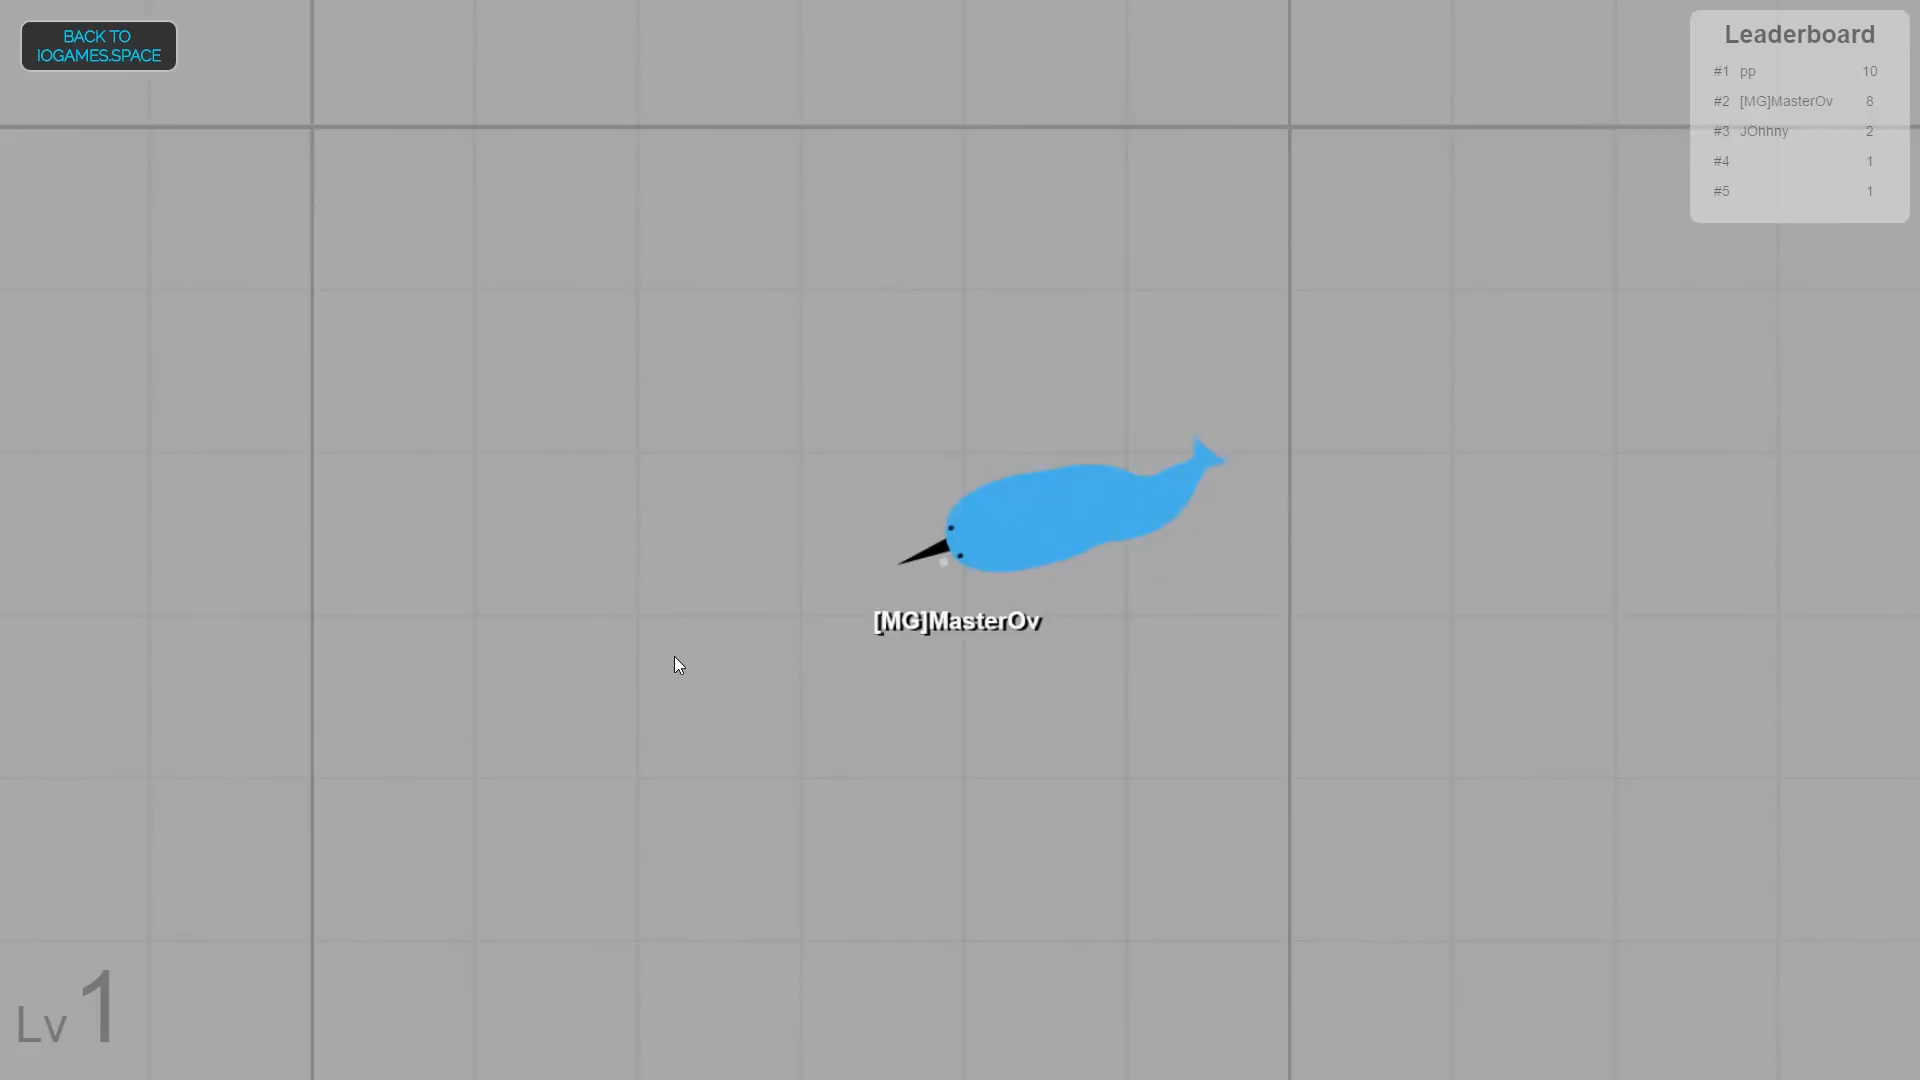 BACK TO
IOGAMES.SPACE
Leaderboard
#1 pp 10
#2 [MG]MasterOv 8
#3 JOhhny 2
#4 1
#5 1
[MG]MasterOv
Lv 1